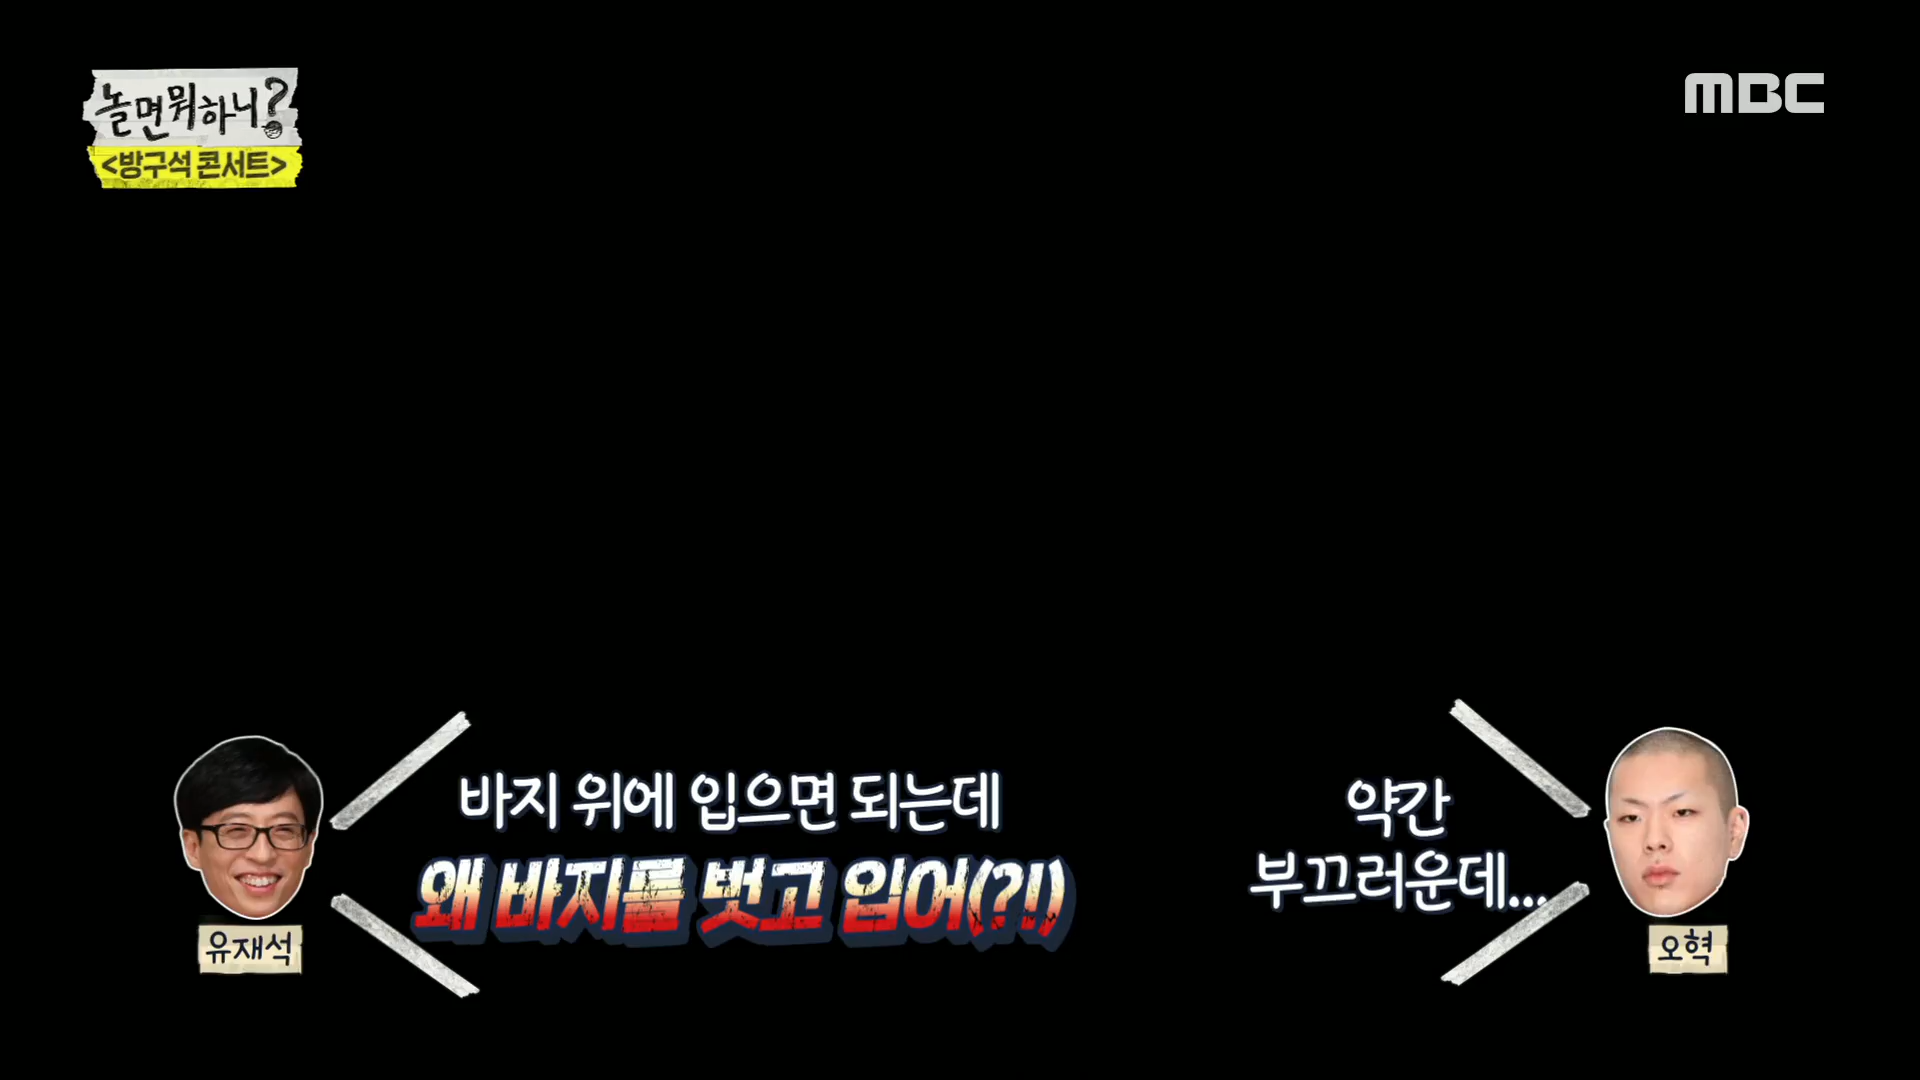 놀면뭐하니?
<방구석 콘서트>
MBC
바지 위에 입으면 되는데
왜 바지를 벗고 입어(?!)
유재석
약간
부끄러운데...
오혁